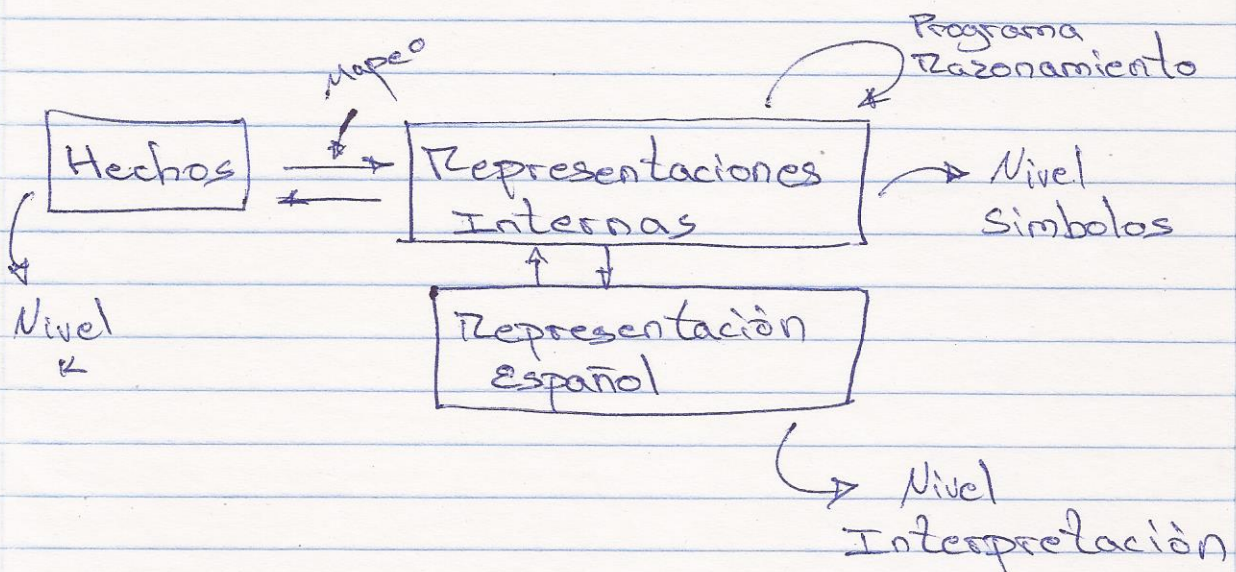 Programa
Razonamiento
Mapeo
Hechos
Representaciones
Internas
Nivel
Simbolos
Nivel
K
Representación
Español
Nivel
Interpretación